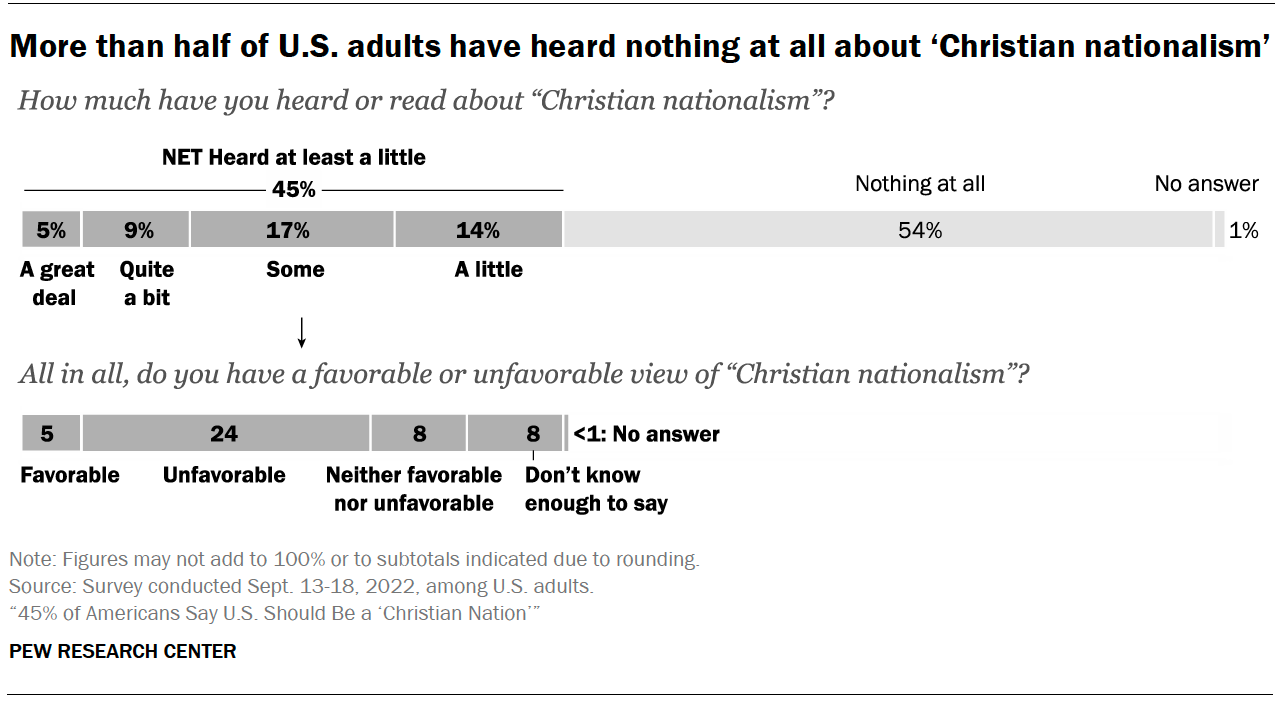 More than half of U.S. adults have heard nothing at all about ‘Christian nationalism’
How much have you heard or read about “Christian nationalism”?
NET Heard at least a little
45%
Nothing at all
No answer
5%
9%
17%
14%
54%
1%
A great
deal
Quite
a bit
Some
A little
All in all, do you have a favorable or unfavorable view of “Christian nationalism”?
5
24
8
8
<1: No answer
Favorable
Unfavorable
Neither favorable
nor unfavorable
Don’t know
enough to say
Note: Figures may not add to 100% or to subtotals indicated due to rounding.
Source: Survey conducted Sept. 13-18, 2022, among U.S. adults.
“45% of Americans Say U.S. Should Be a ‘Christian Nation’”
PEW RESEARCH CENTER